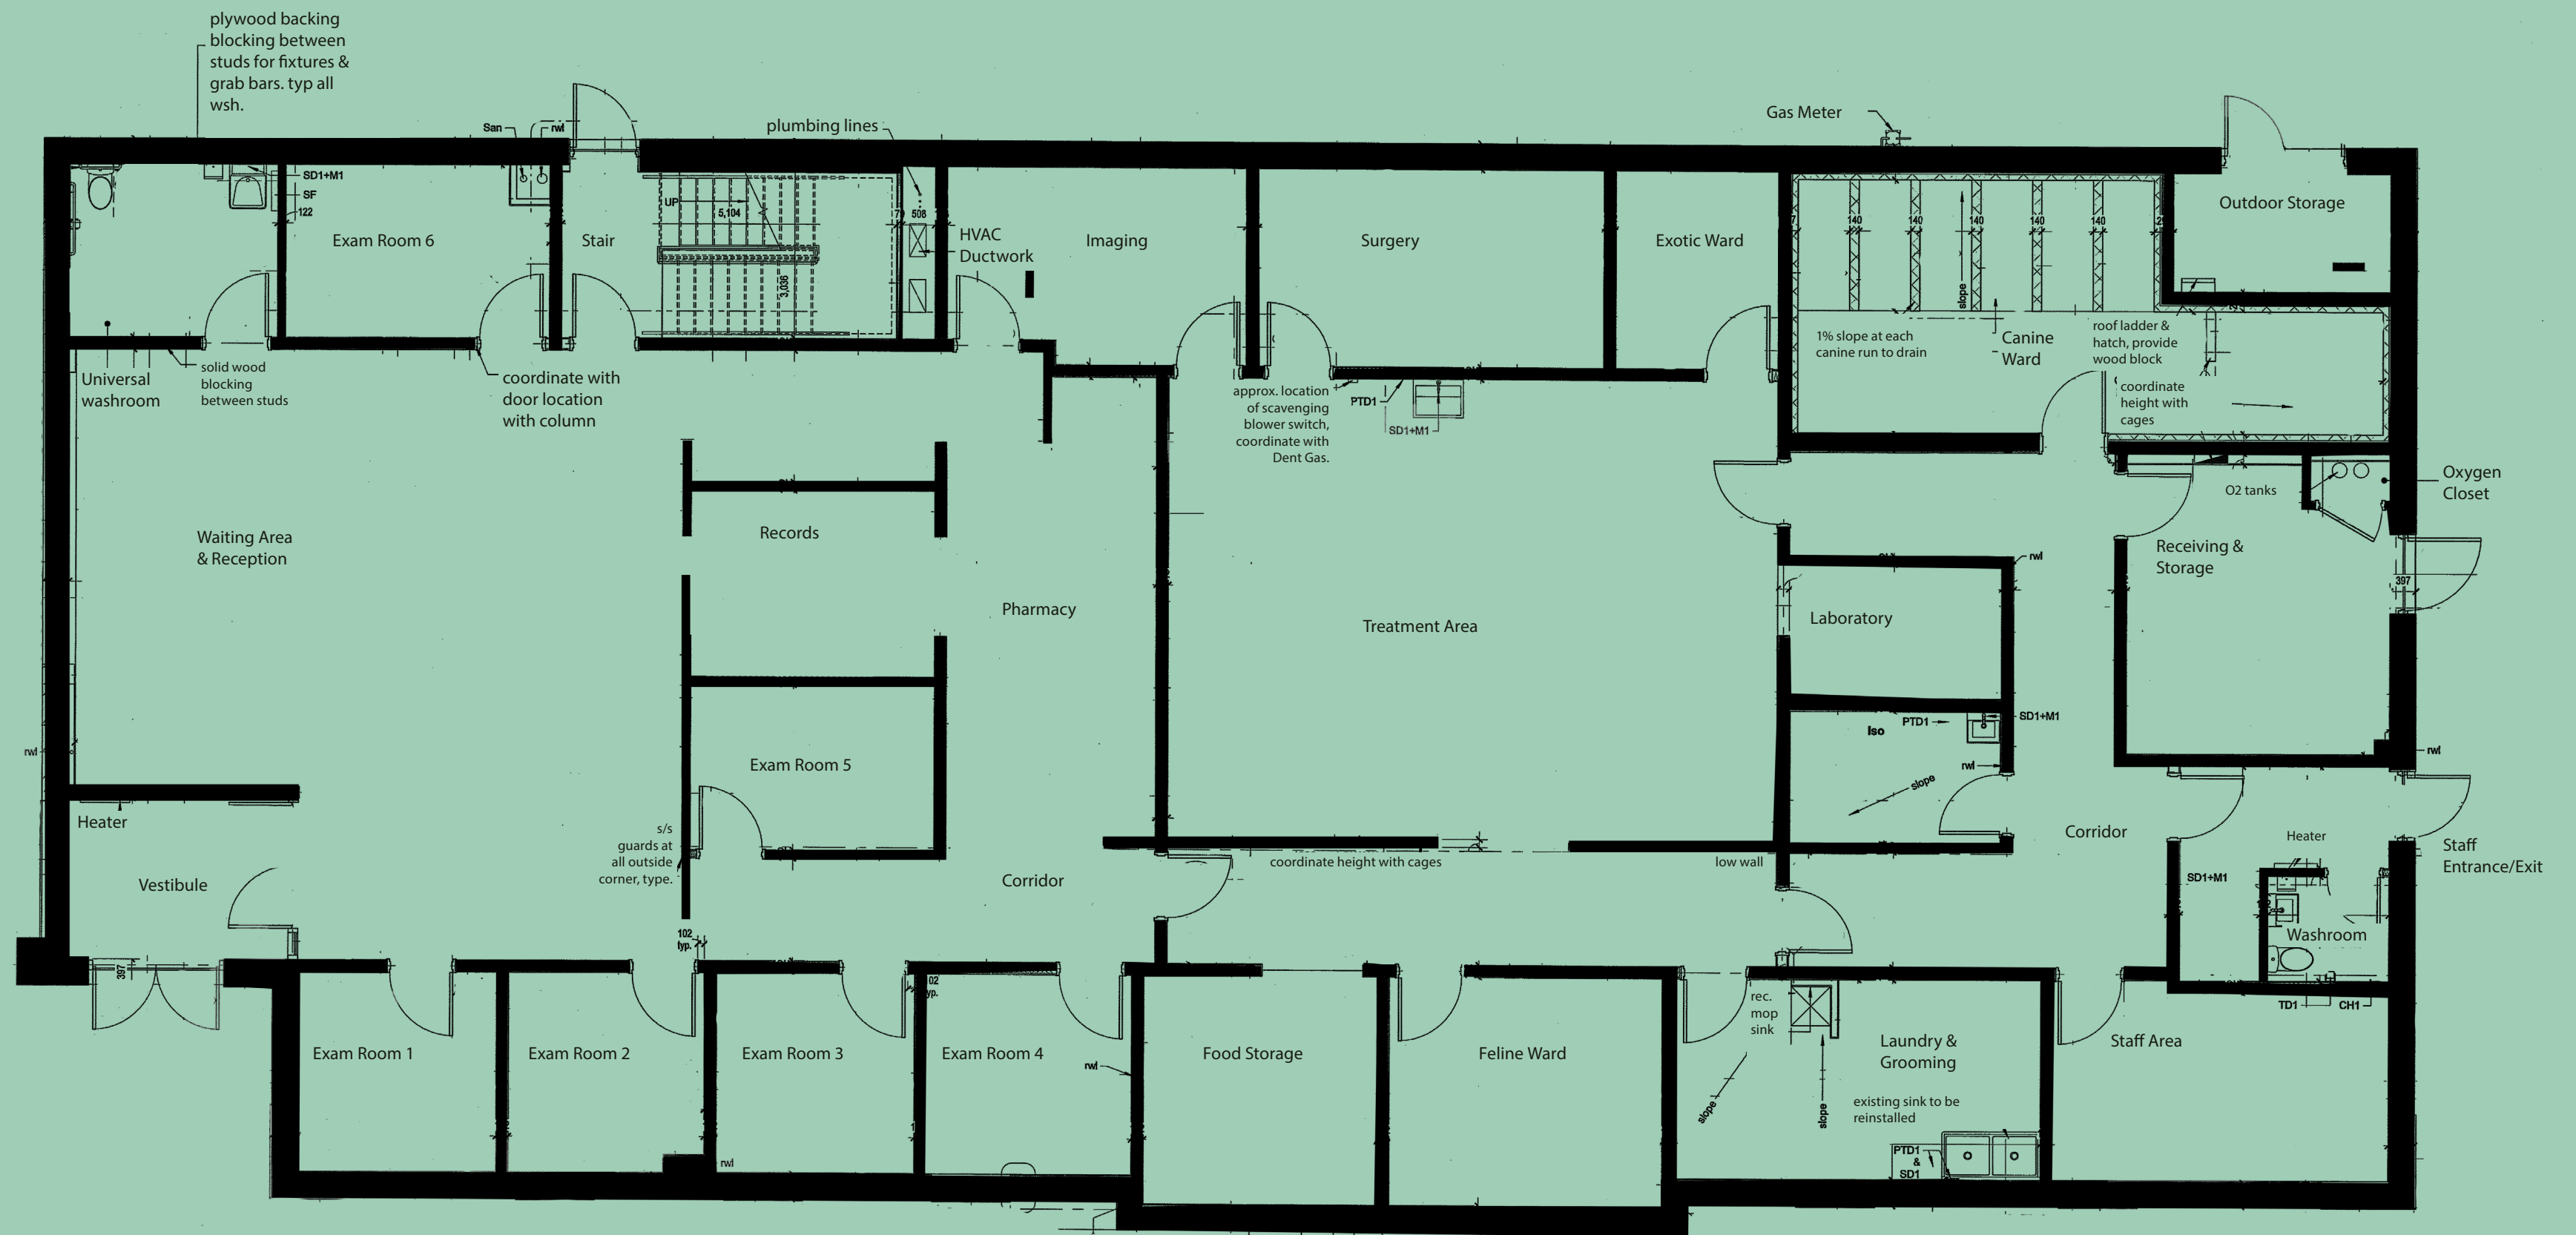 plywood backing
blocking between
studs for fixtures &
grab bars. typ all
wsh.
San
rwl
plumbing lines
Gas Meter
SD1+M1
SF
122
Exam Room 6
Stair
UP
5,104
3,036
508
HVAC
Ductwork
Imaging
Surgery
Exotic Ward
140
140
140
140
140
slope
Outdoor Storage
1% slope at each
canine run to drain
Canine
Ward
roof ladder &
hatch, provide
wood block
coordinate
height with
cages
Universal
washroom
solid wood
blocking
between studs
coordinate with
door location
with column
approx. location
of scavenging
blower switch,
coordinate with
Dent Gas.
PTD1
SD1+M1
O2 tanks
Oxygen
Closet
Waiting Area
& Reception
Records
Pharmacy
Treatment Area
rwl
Laboratory
Receiving &
Storage
397
rwl
Exam Room 5
PTD1
SD1+M1
Iso
rwl
slope
rwl
Heater
Vestibule
s/s
guards at
all outside
corner, type.
102
typ.
Corridor
coordinate height with cages
low wall
Corridor
Heater
Staff
Entrance/Exit
SD1+M1
Washroom
397
02
yp.
TD1
CH1
Exam Room 1
Exam Room 2
Exam Room 3
Exam Room 4
rwl
rwl
Food Storage
Feline Ward
rec.
mop
sink
slope
slope
Laundry &
Grooming
existing sink to be
reinstalled
PTD1
&
SD1
Staff Area